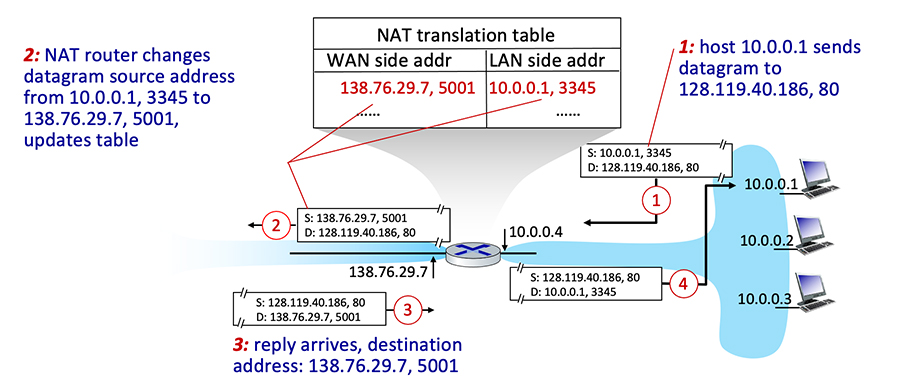 NAT translation table
WAN side addr LAN side addr
138.76.29.7, 5001 10.0.0.1, 3345
...... ......
2: NAT router changes
datagram source address
from 10.0.0.1, 3345 to
138.76.29.7, 5001,
updates table
1: host 10.0.0.1 sends
datagram to
128.119.40.186, 80
S: 10.0.0.1, 3345
D: 128.119.40.186, 80
1
10.0.0.1
2
S: 138.76.29.7, 5001
D: 128.119.40.186, 80
10.0.0.4
10.0.0.2
138.76.29.7
S: 128.119.40.186, 80
D: 10.0.0.1, 3345
4
10.0.0.3
S: 128.119.40.186, 80
D: 138.76.29.7, 5001
3
3: reply arrives, destination
address: 138.76.29.7, 5001